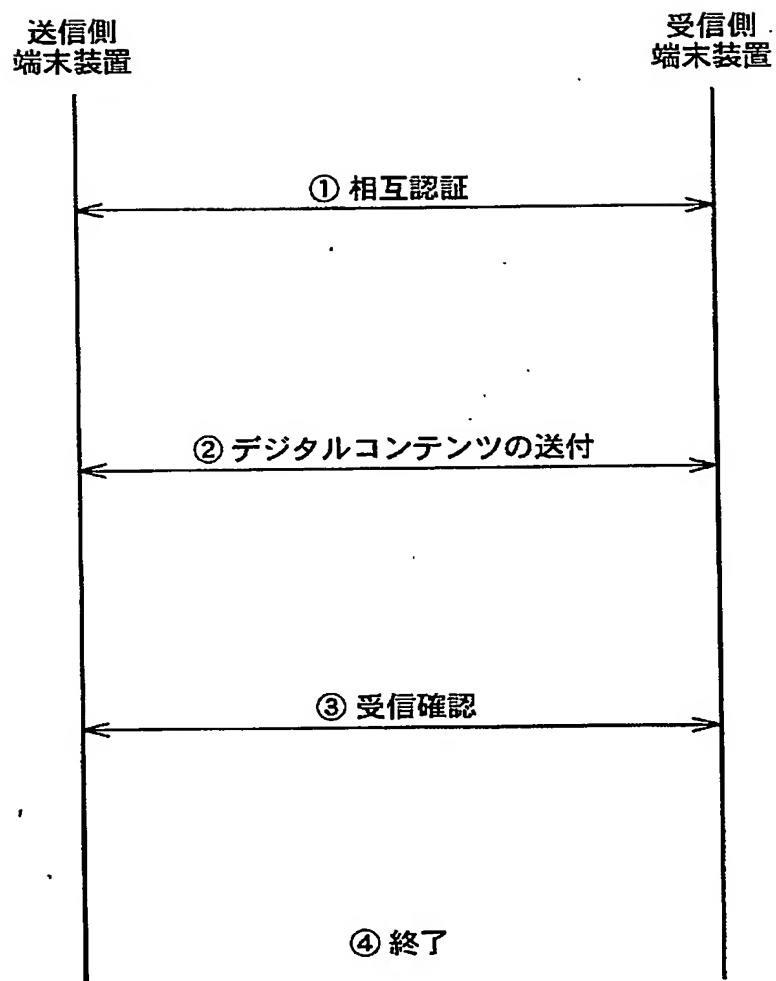 送信側
端末装置
受信側
端末装置
① 相互認証
② デジタルコンテンツの送付
③ 受信確認
④ 終了